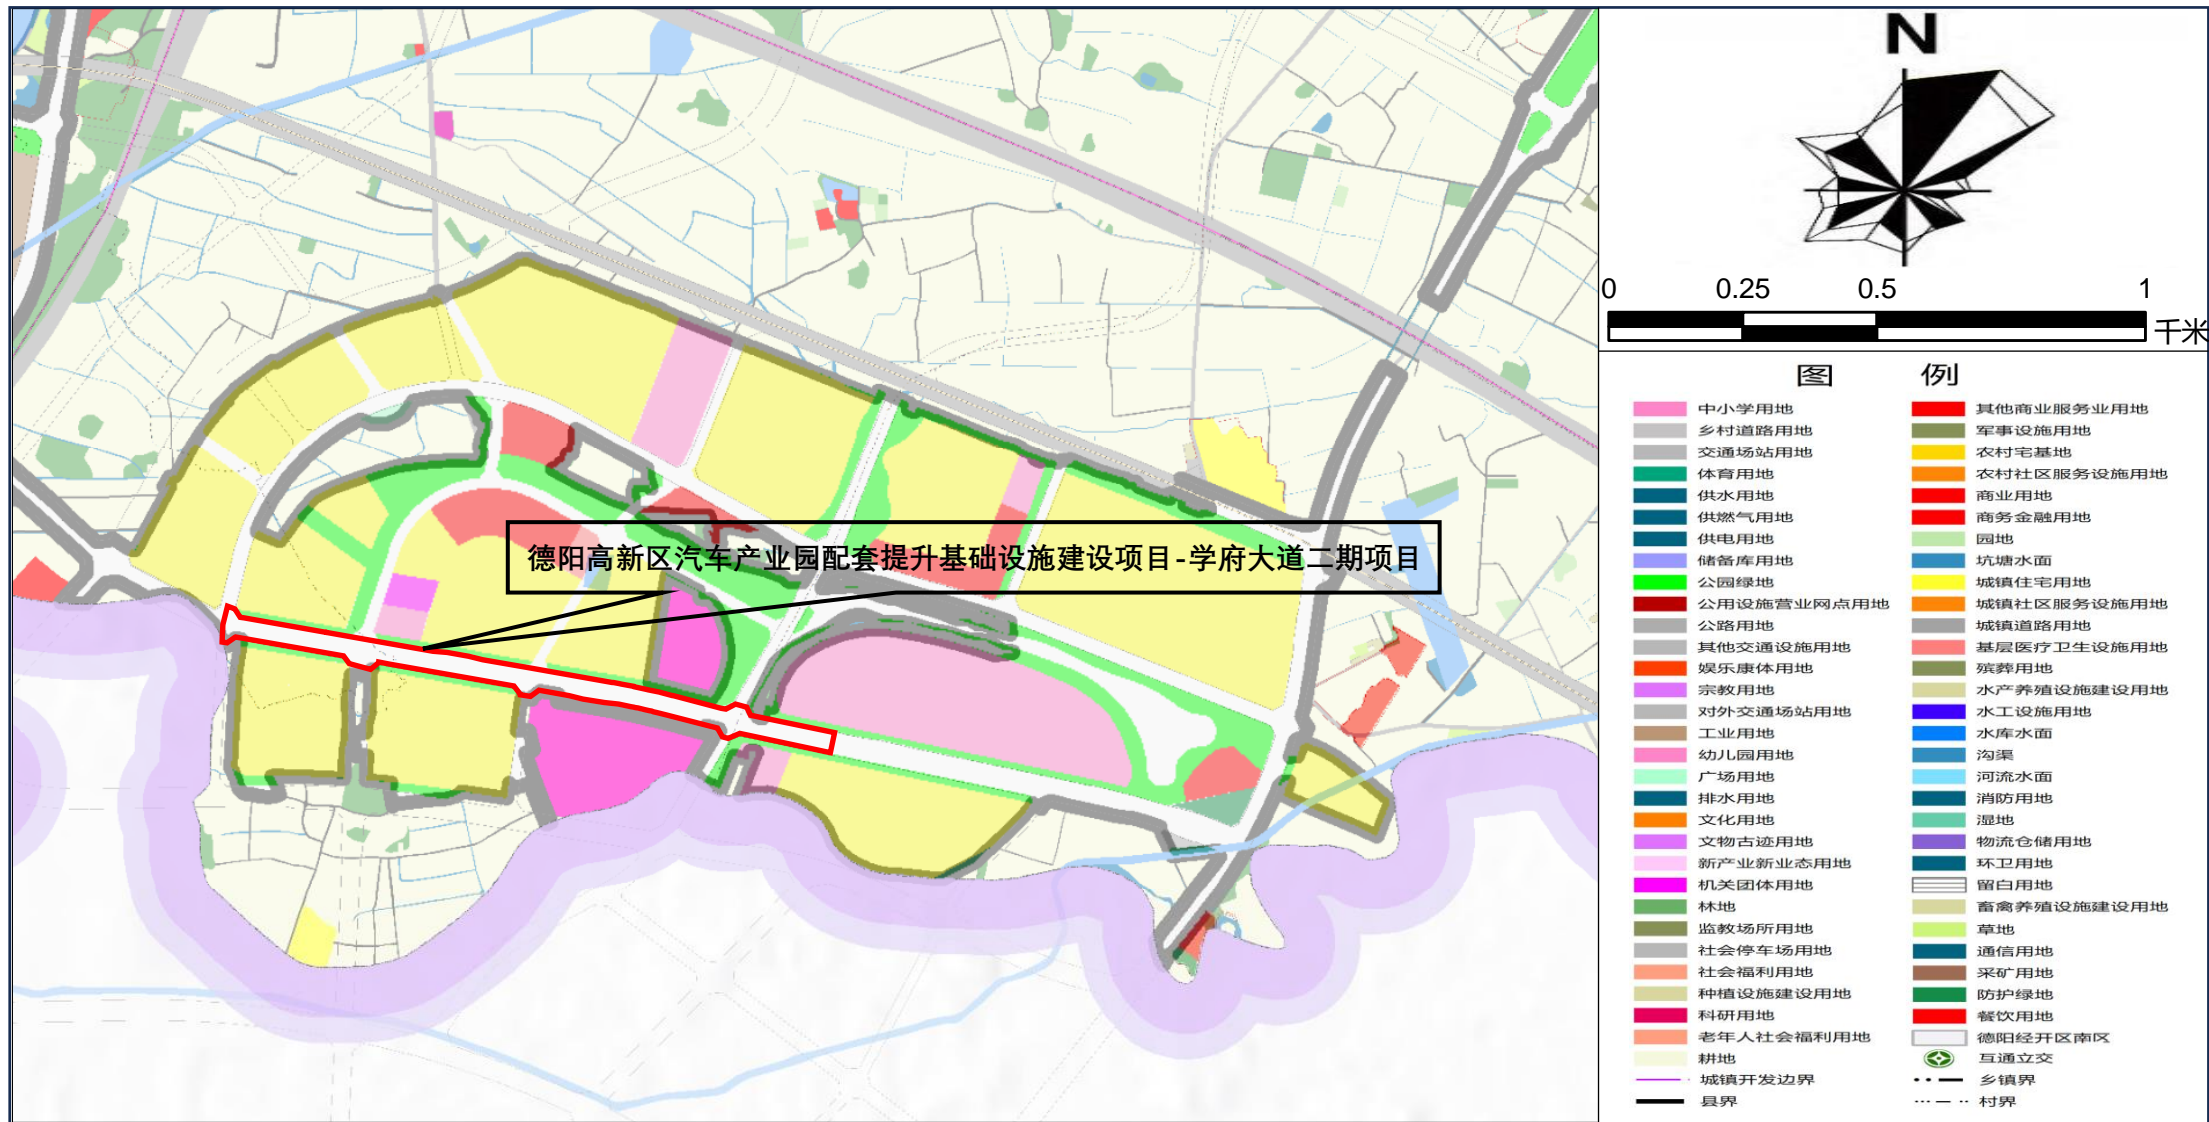 N
0 0.25 0.5 1
千米
德阳高新区汽车产业园配套提升基础设施建设项目-学府大道二期项目
图 例
中小学用地
乡村道路用地
交通场站用地
体育用地
供水用地
供燃气用地
供电用地
储备库用地
公园绿地
公用设施营业网点用地
公路用地
其他交通设施用地
娱乐康体用地
宗教用地
对外交通场站用地
工业用地
幼儿园用地
广场用地
排水用地
文化用地
文物古迹用地
新产业新业态用地
机关团体用地
林地
监教场所用地
社会停车场用地
社会福利用地
种植设施建设用地
科研用地
老年人社会福利用地
耕地
城镇开发边界
县界
其他商业服务业用地
军事设施用地
农村宅基地
农村社区服务设施用地
商业用地
商务金融用地
园地
坑塘水面
城镇住宅用地
城镇社区服务设施用地
城镇道路用地
基层医疗卫生设施用地
殡葬用地
水产养殖设施建设用地
水工设施用地
水库水面
沟渠
河流水面
消防用地
湿地
物流仓储用地
环卫用地
留白用地
畜禽养殖设施建设用地
草地
通信用地
采矿用地
防护绿地
餐饮用地
德阳经开区南区
互通立交
乡镇界
村界